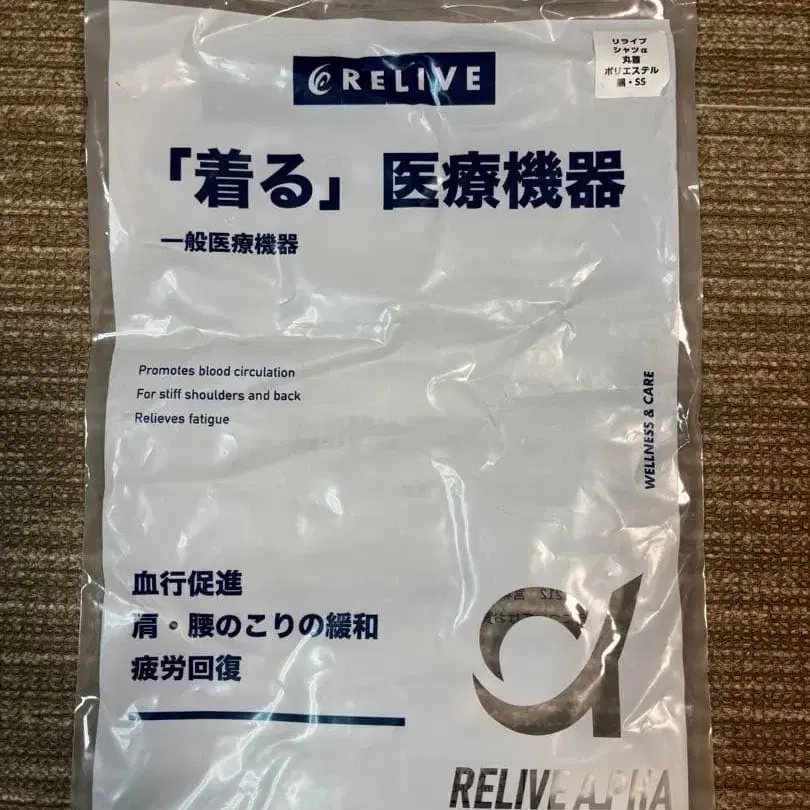 RELIVE
リライブ
シャツα
丸首
ポリエステル
黒・SS
「着る」医療機器
一般医療機器
Promotes blood circulation
For stiff shoulders and back
Relieves fatigue
WELLNESS & CARE
血行促進
肩・腰のこりの緩和
疲労回復
RELIVE ALPHA